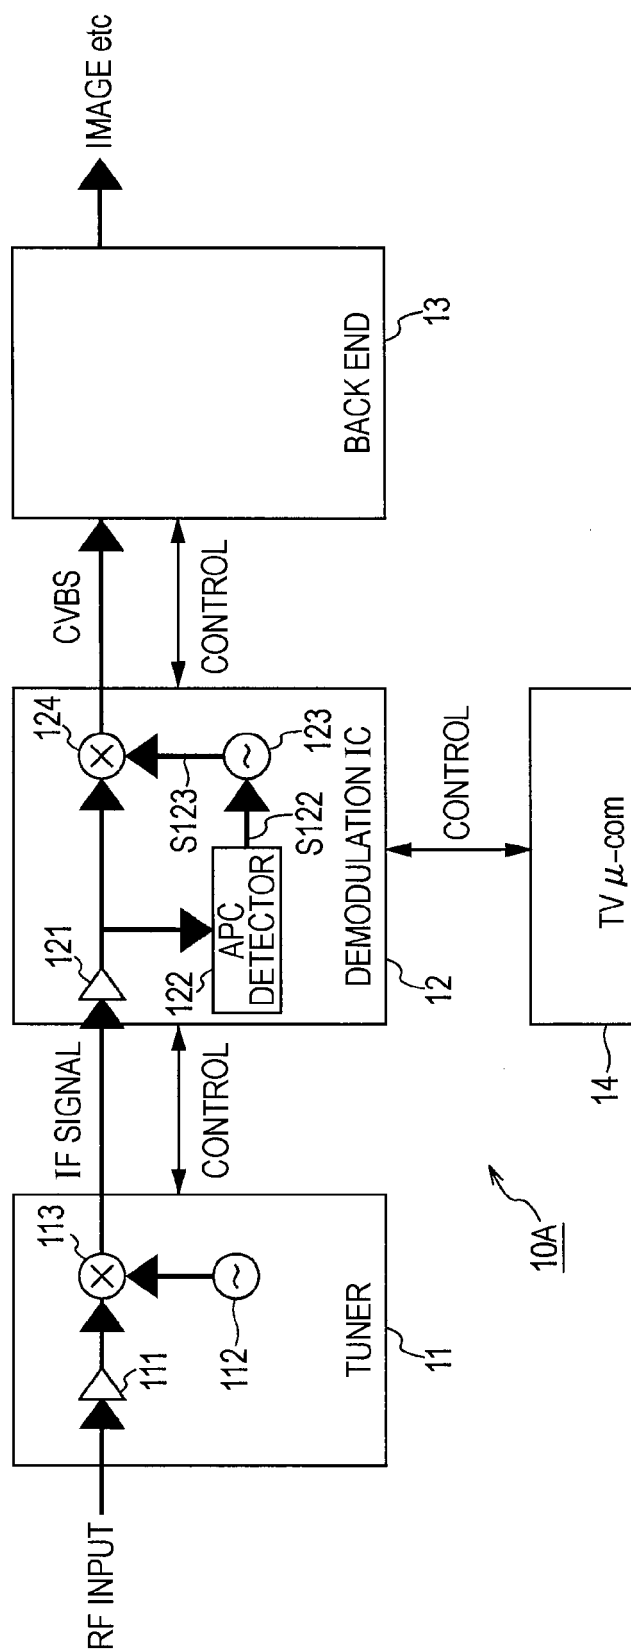 RF INPUT
111
113
112
TUNER
11
IF SIGNAL
CONTROL
121
122
APC
DETECTOR
S122
S123
123
124
DEMODULATION IC
12
CVBS
CONTROL
BACK END
13
IMAGE etc
CONTROL
TV μ-com
14
10A